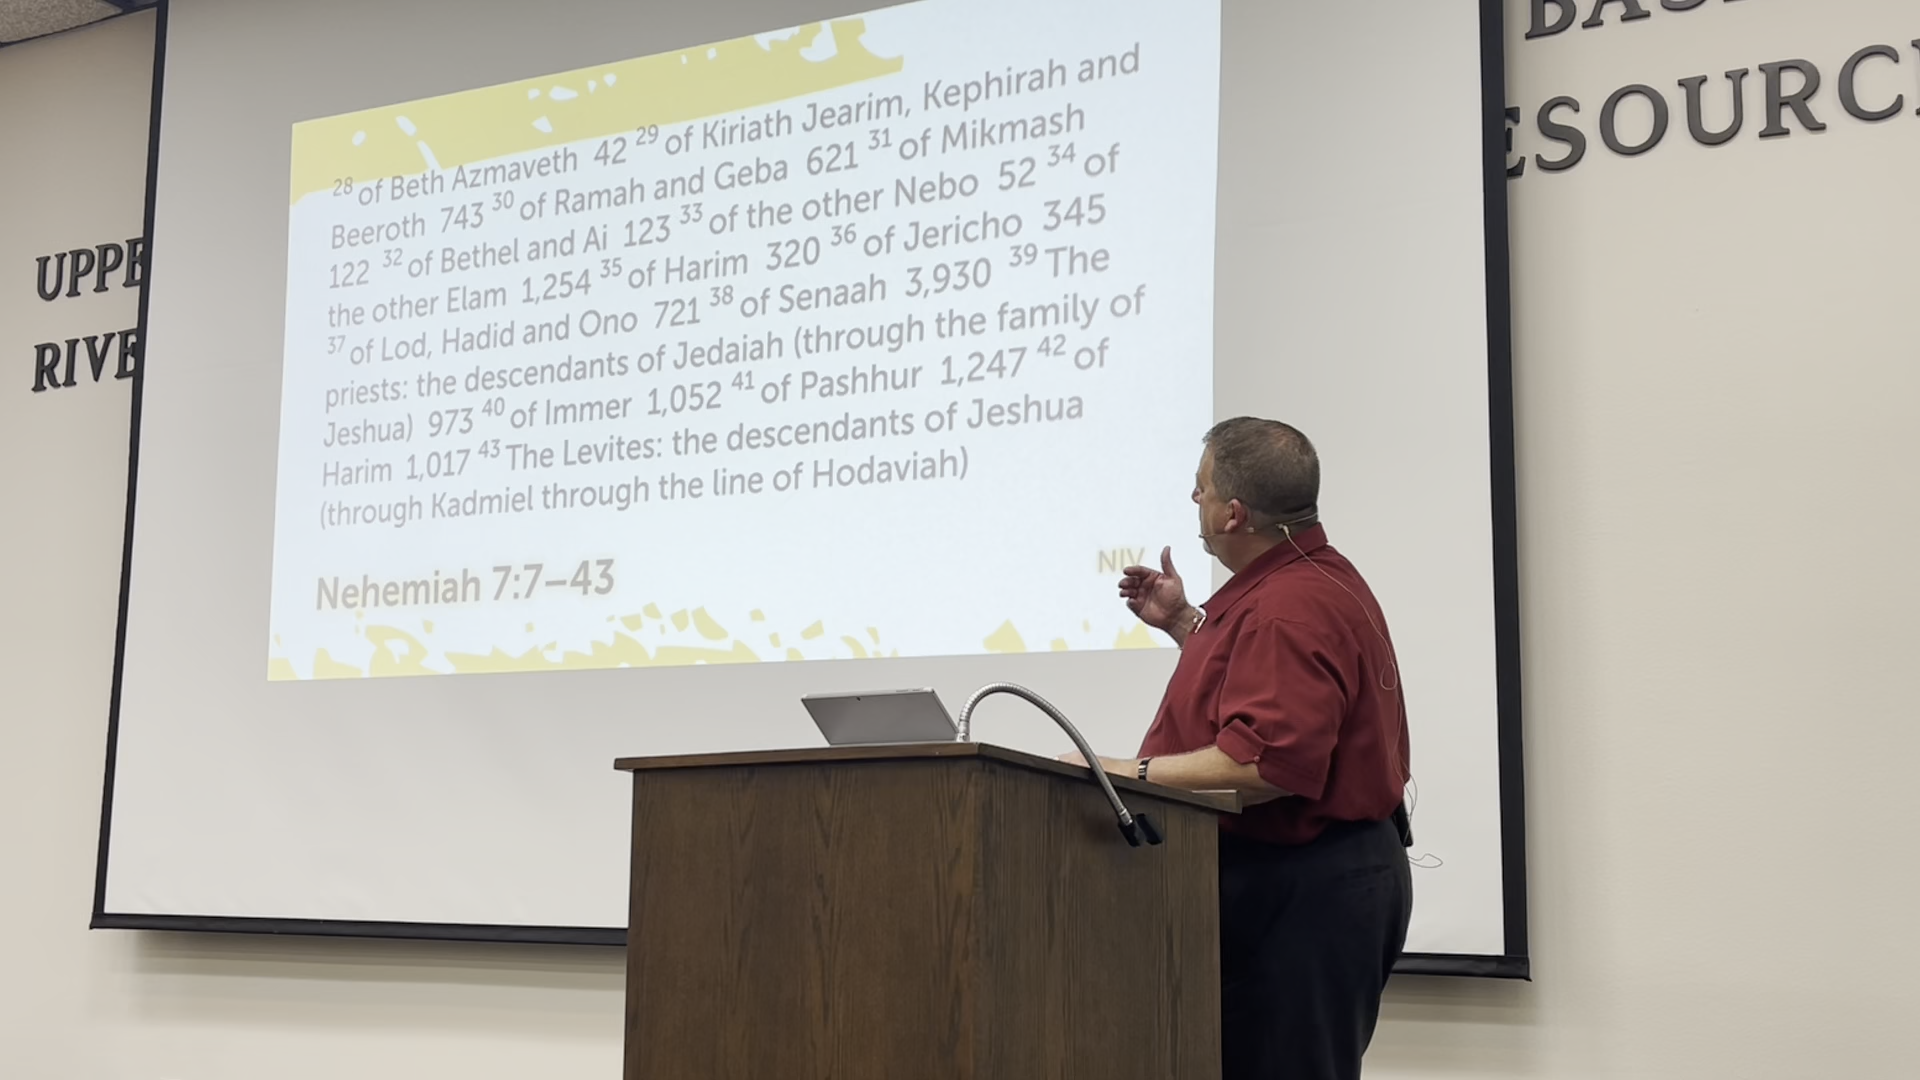 BAS
ESOURC
UPPE
RIVE
28 of Beth Azmaveth 42 29 of Kiriath Jearim, Kephirah and
Beeroth 743 30 of Ramah and Geba 621 31 of Mikmash
122 32 of Bethel and Ai 123 33 of the other Nebo 52 34 of
the other Elam 1,254 35 of Harim 320 36 of Jericho 345
37 of Lod, Hadid and Ono 721 38 of Senaah 3,930 39 The
priests: the descendants of Jedaiah (through the family of
Jeshua) 973 40 of Immer 1,052 41 of Pashhur 1,247 42 of
Harim 1,017 43 The Levites: the descendants of Jeshua
(through Kadmiel through the line of Hodaviah)
Nehemiah 7:7–43
NIV